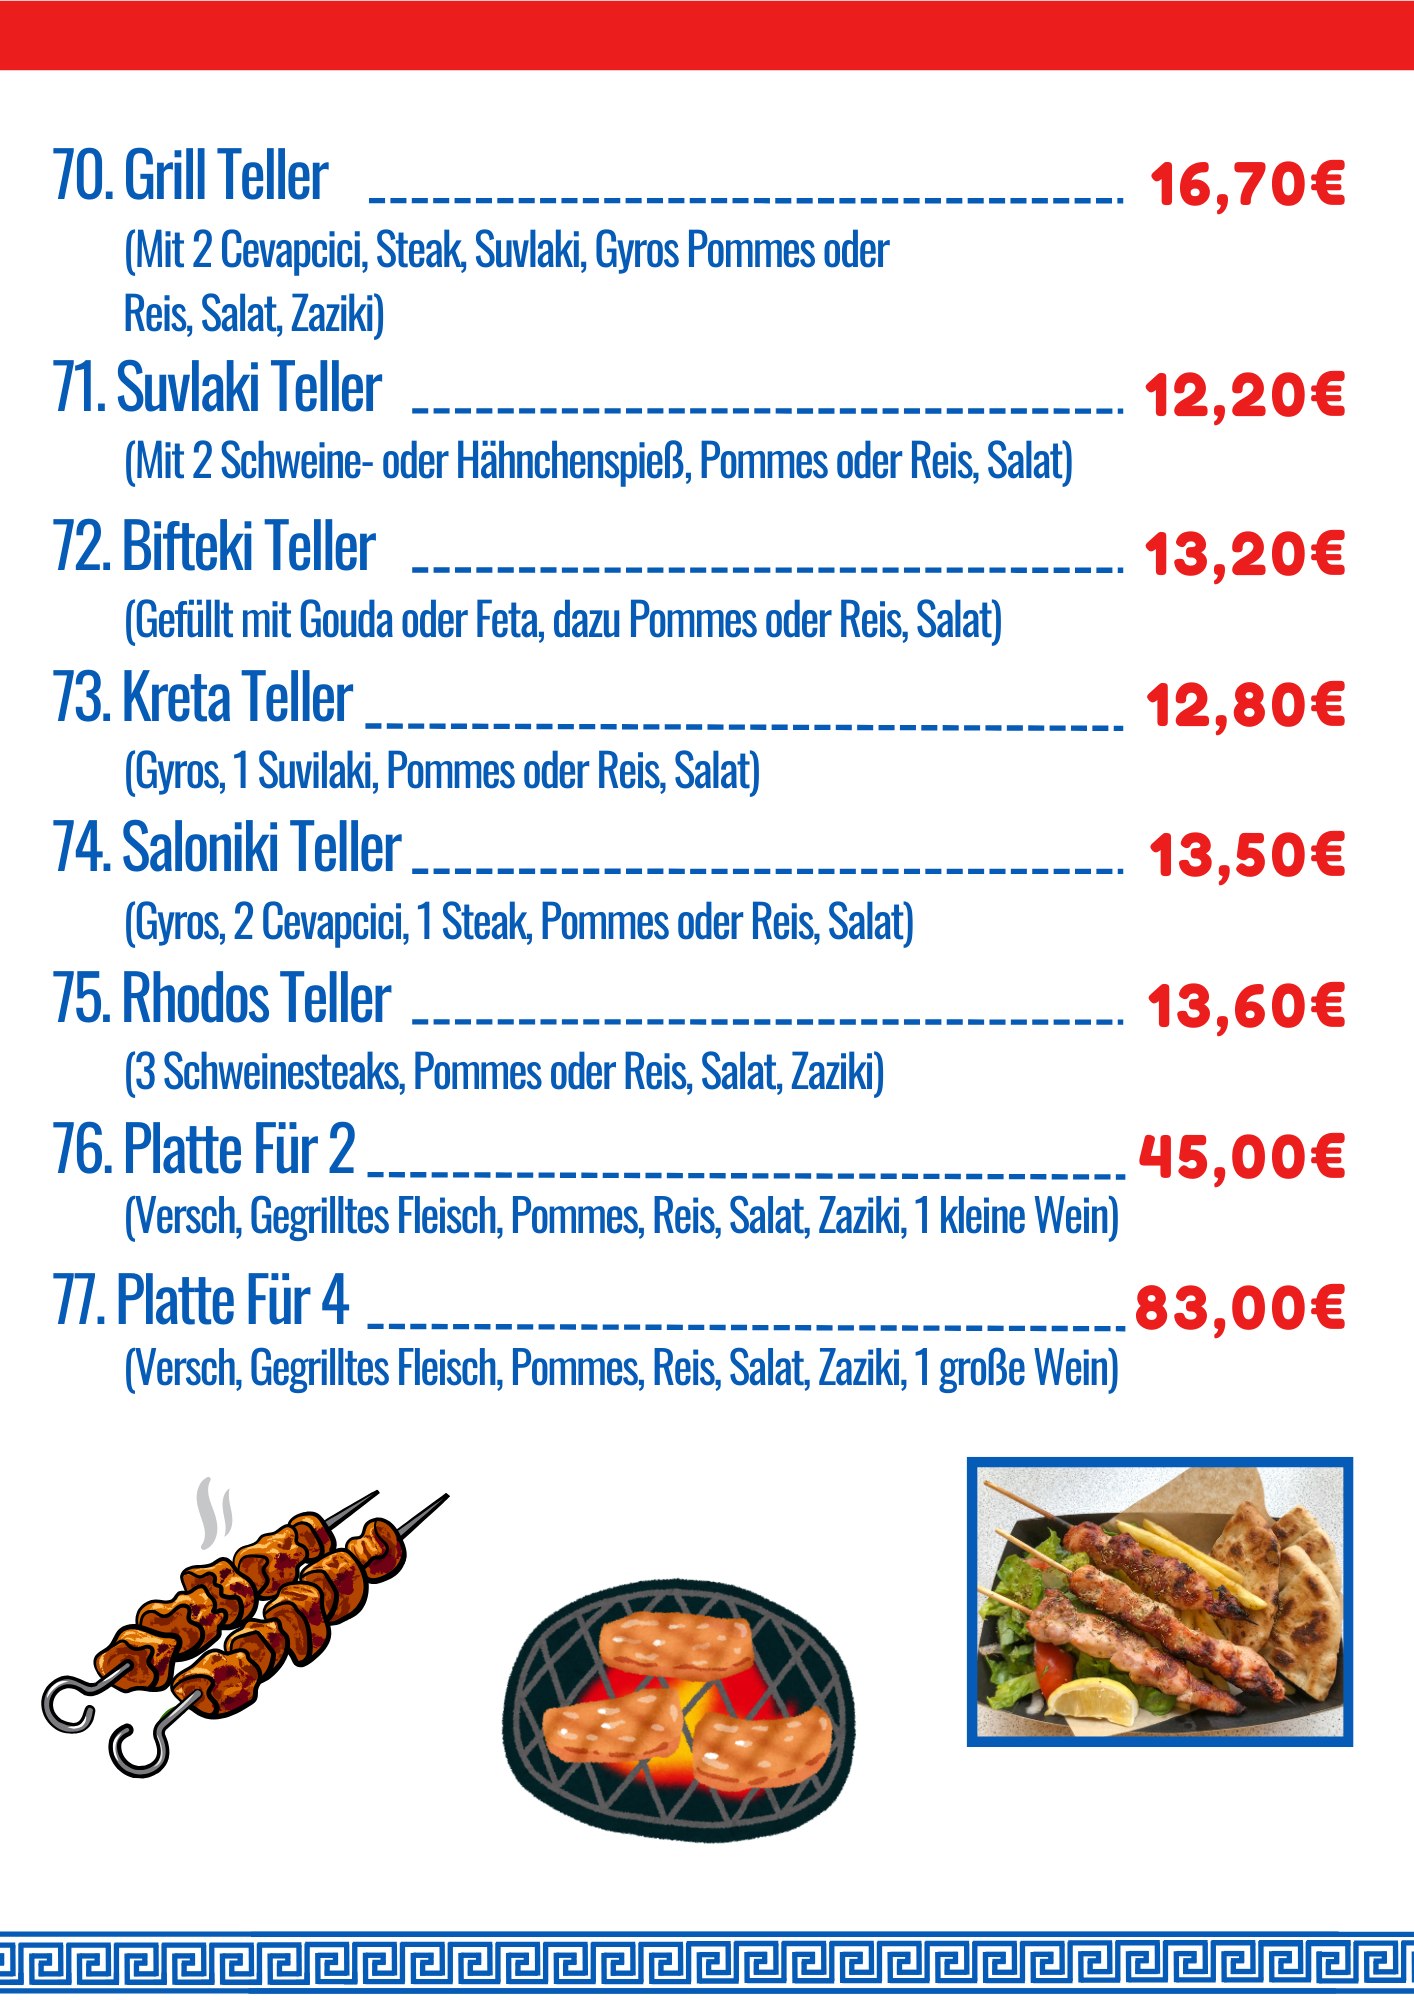 70. Grill Teller 16,70€
(Mit 2 Cevapcici, Steak, Suvlaki, Gyros Pommes oder
Reis, Salat, Zaziki)
71. Suvlaki Teller 12,20€
(Mit 2 Schweine- oder Hähnchenspieß, Pommes oder Reis, Salat)
72. Bifteki Teller 13,20€
(Gefüllt mit Gouda oder Feta, dazu Pommes oder Reis, Salat)
73. Kreta Teller 12,80€
(Gyros, 1 Suvilaki, Pommes oder Reis, Salat)
74. Saloniki Teller 13,50€
(Gyros, 2 Cevapcici, 1 Steak, Pommes oder Reis, Salat)
75. Rhodos Teller 13,60€
(3 Schweinesteaks, Pommes oder Reis, Salat, Zaziki)
76. Platte Für 2 45,00€
(Versch, Gegrilltes Fleisch, Pommes, Reis, Salat, Zaziki, 1 kleine Wein)
77. Platte Für 4 83,00€
(Versch, Gegrilltes Fleisch, Pommes, Reis, Salat, Zaziki, 1 große Wein)